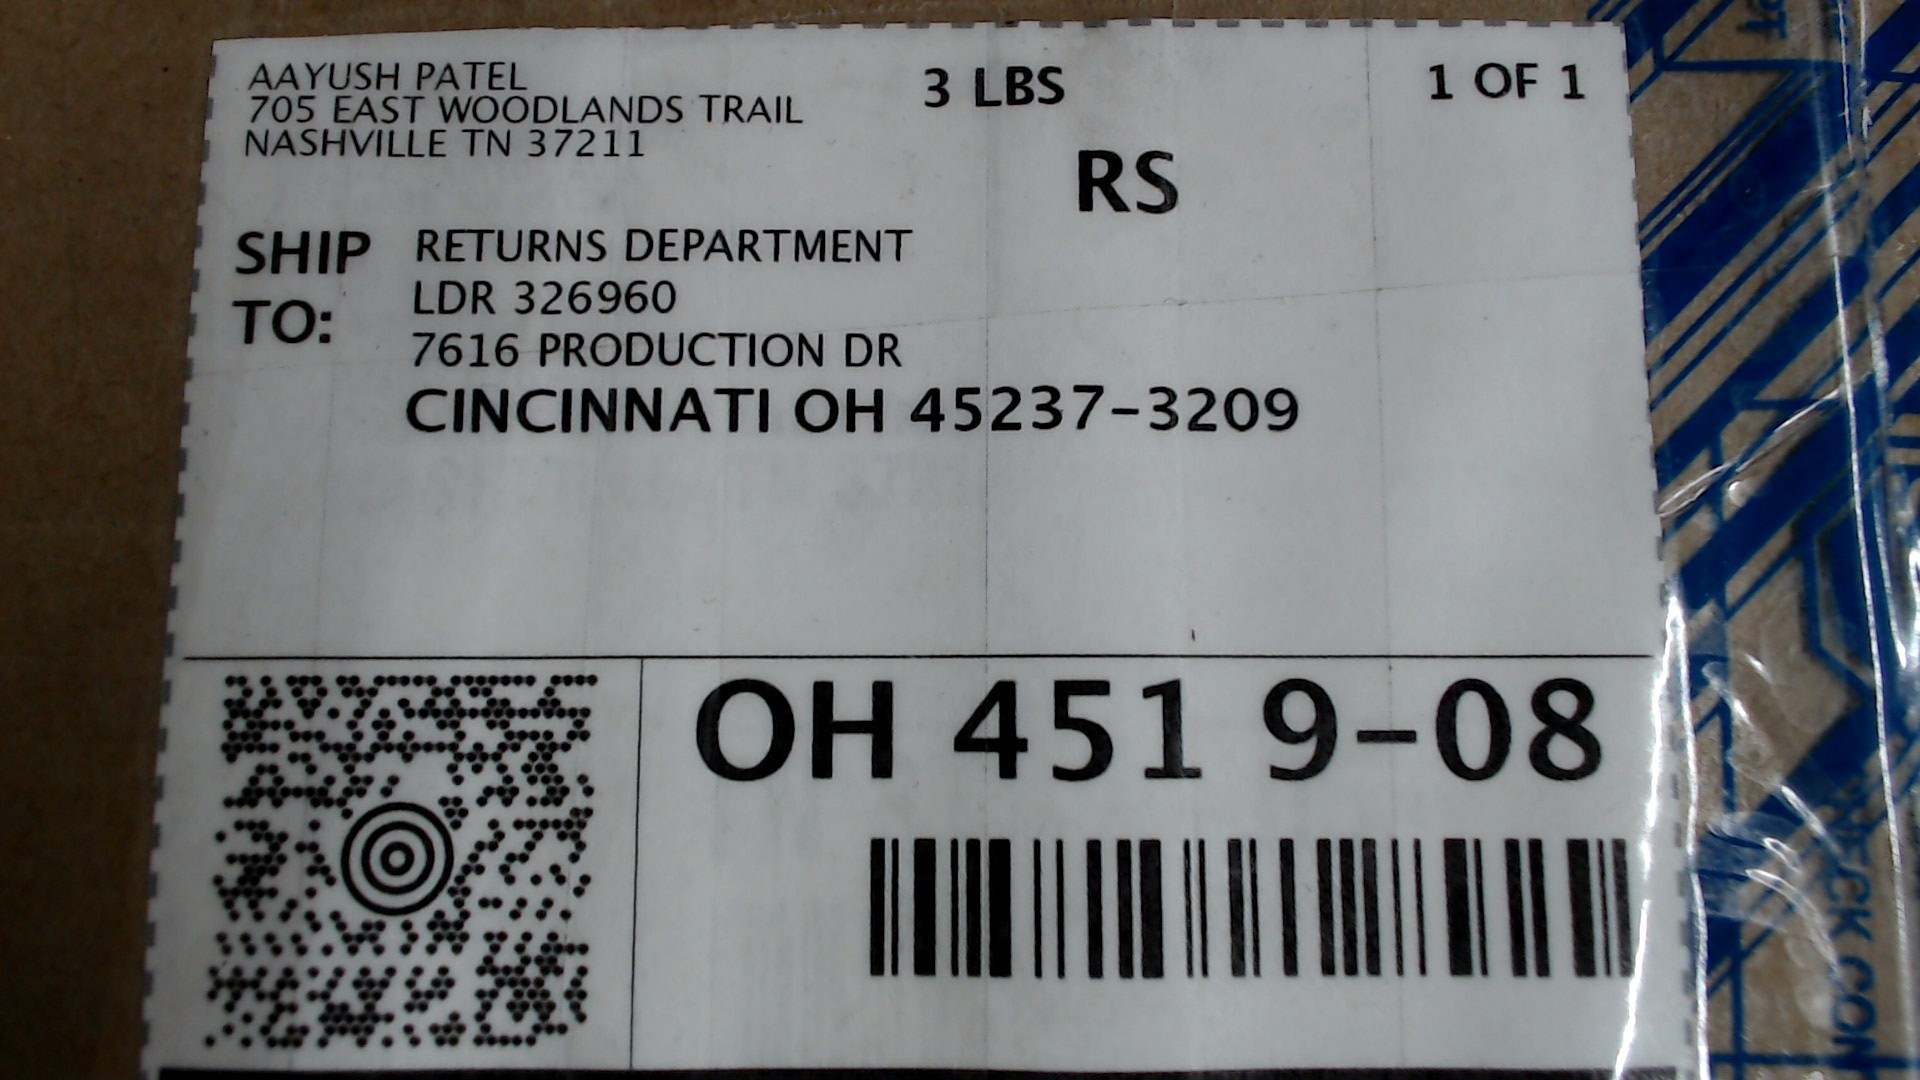 AAYUSH PATEL
705 EAST WOODLANDS TRAIL
NASHVILLE TN 37211
3 LBS
1 OF 1
RS
SHIP TO:
RETURNS DEPARTMENT
LDR 326960
7616 PRODUCTION DR
CINCINNATI OH 45237-3209
OH 451 9-08